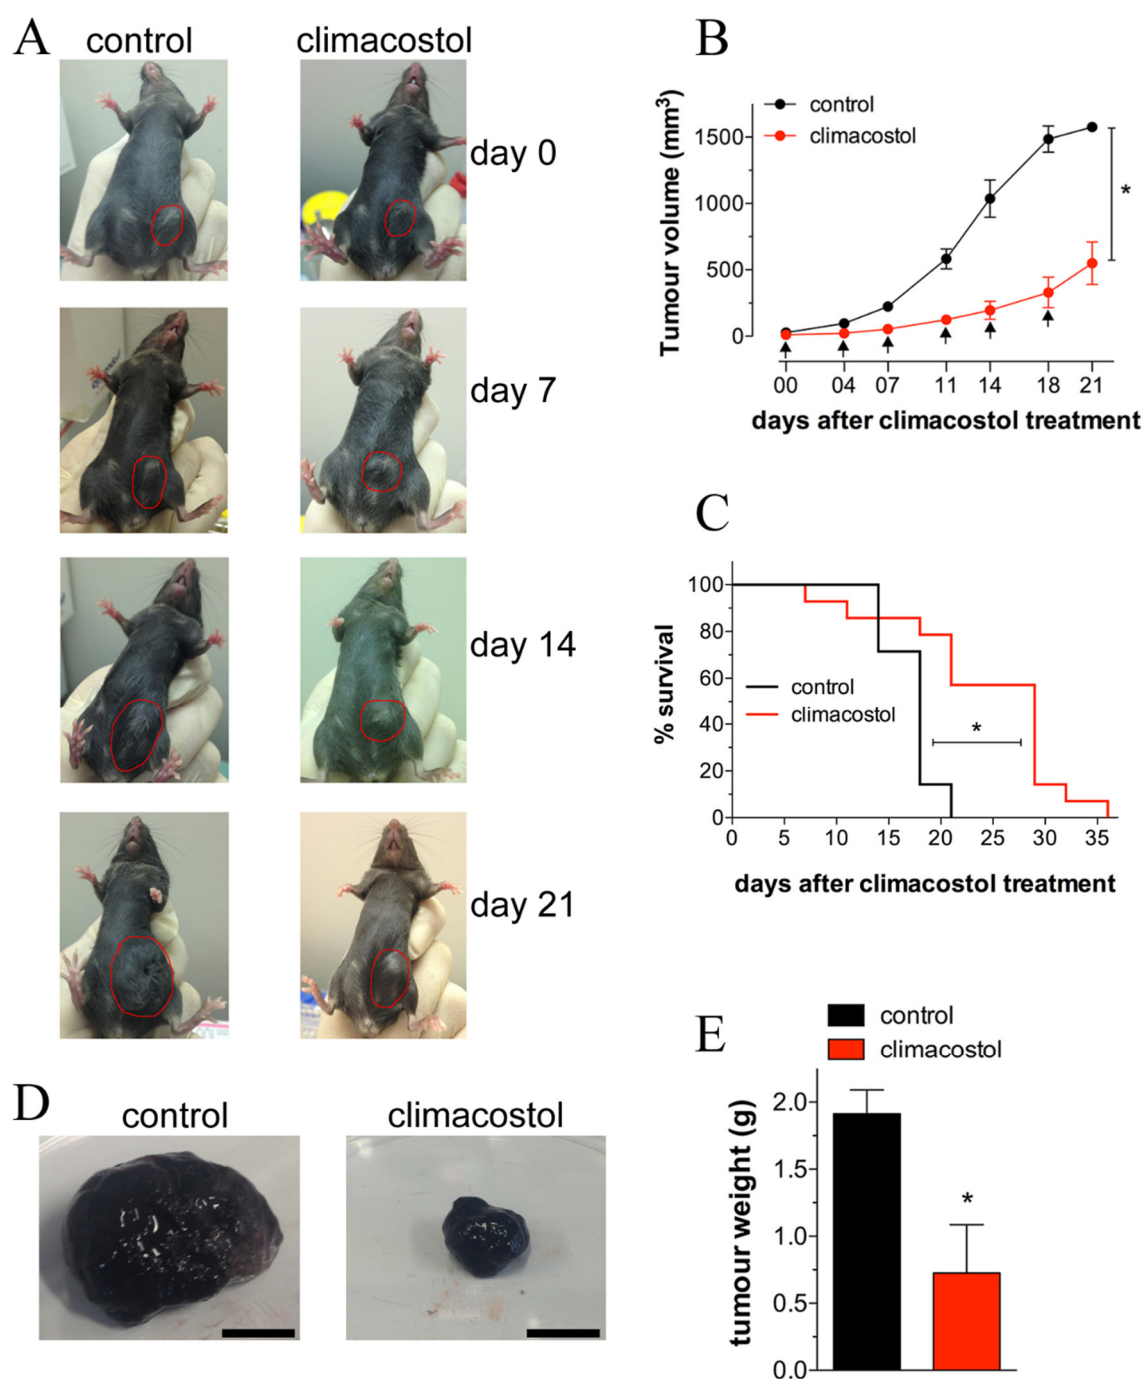 A
control
climacostol
day 0
day 7
day 14
day 21
B
control
climacostol
Tumour volume (mm³)
1500
1000
500
0
*
00 04 07 11 14 18 21
days after climacostol treatment
C
% survival
100
80
60
40
20
0
control
climacostol
*
0 5 10 15 20 25 30 35
days after climacostol treatment
D
control
climacostol
E
control
climacostol
tumour weight (g)
2.0
1.5
1.0
0.5
0.0
*